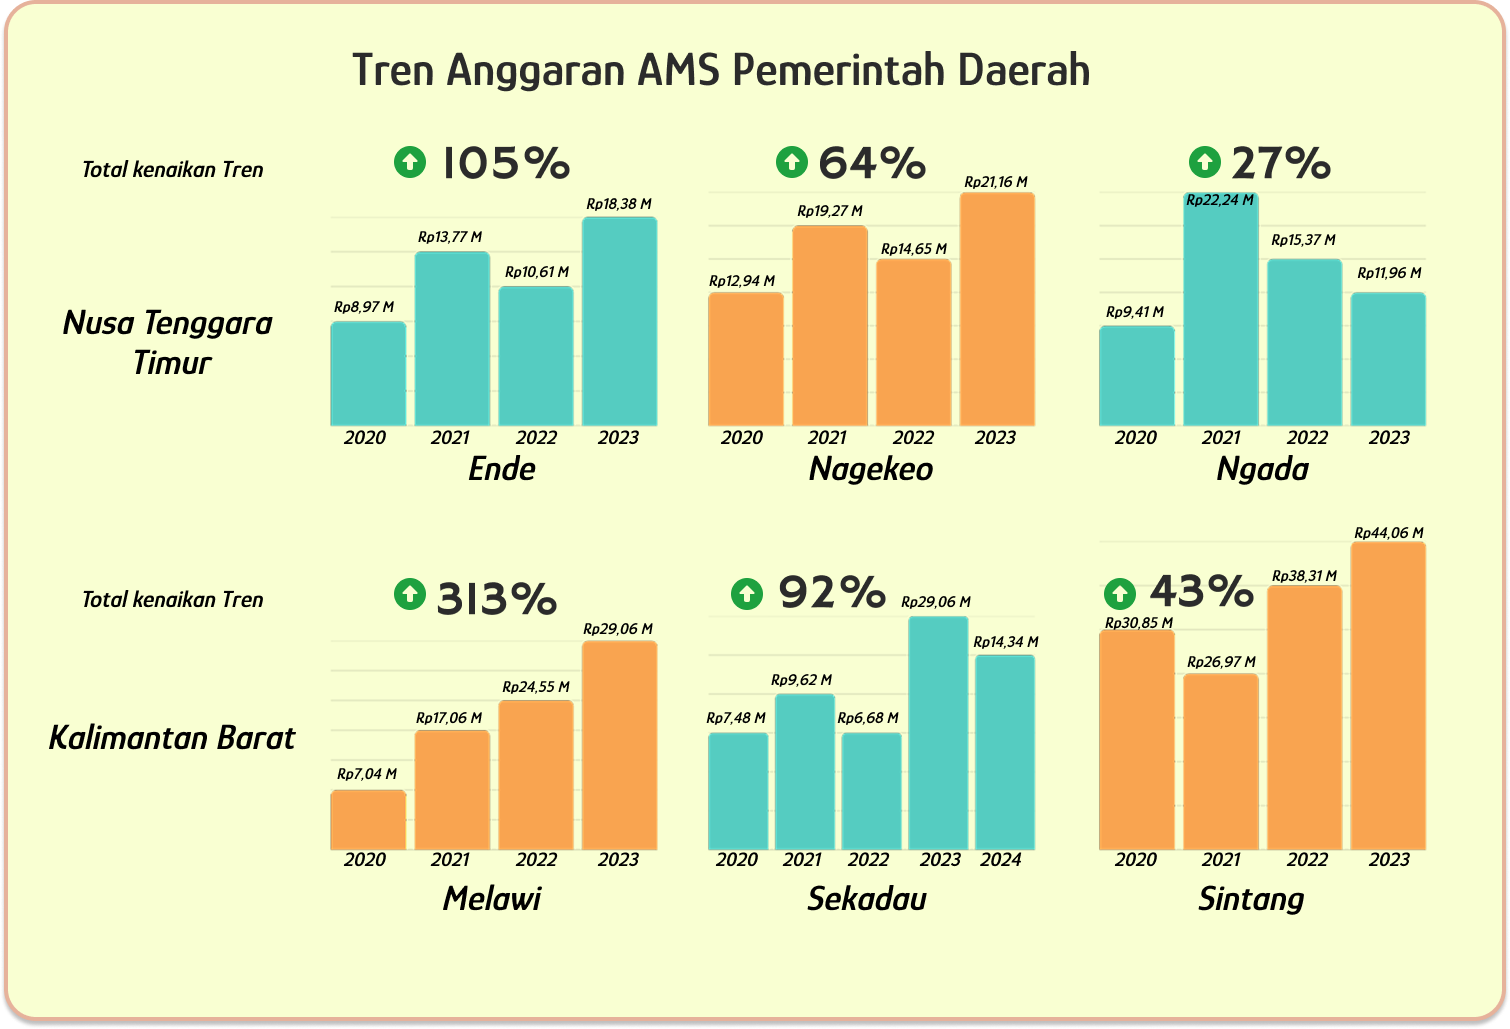 Tren Anggaran AMS Pemerintah Daerah
Total kenaikan Tren
105%
64%
27%
Nusa Tenggara
Timur
Rp8,97 M
Rp13,77 M
Rp10,61 M
Rp18,38 M
2020
2021
2022
2023
Ende
Rp12,94 M
Rp19,27 M
Rp14,65 M
Rp21,16 M
2020
2021
2022
2023
Nagekeo
Rp9,41 M
Rp22,24 M
Rp15,37 M
Rp11,96 M
2020
2021
2022
2023
Ngada
Total kenaikan Tren
313%
92%
43%
Kalimantan Barat
Rp7,04 M
Rp17,06 M
Rp24,55 M
Rp29,06 M
2020
2021
2022
2023
Melawi
Rp7,48 M
Rp9,62 M
Rp6,68 M
Rp29,06 M
Rp14,34 M
2020
2021
2022
2023
2024
Sekadau
Rp30,85 M
Rp26,97 M
Rp38,31 M
Rp44,06 M
2020
2021
2022
2023
Sintang